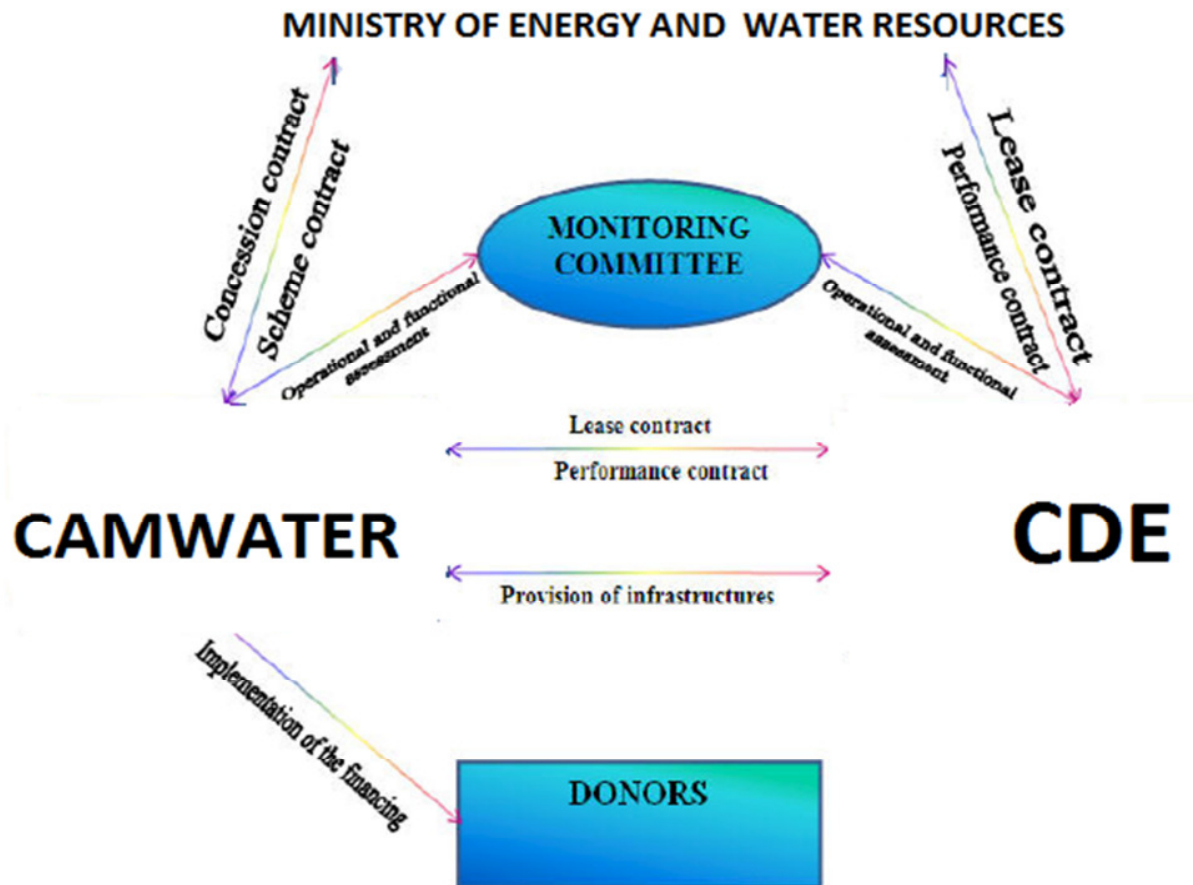 MINISTRY OF ENERGY AND WATER RESOURCES
Concession contract
Scheme contract
Lease contract
Performance contract
MONITORING
COMMITTEE
Operational and functional
assessment
Operational and functional
assessment
Lease contract
Performance contract
CAMWATER
CDE
Provision of infrastructures
Implementation of the financing
DONORS